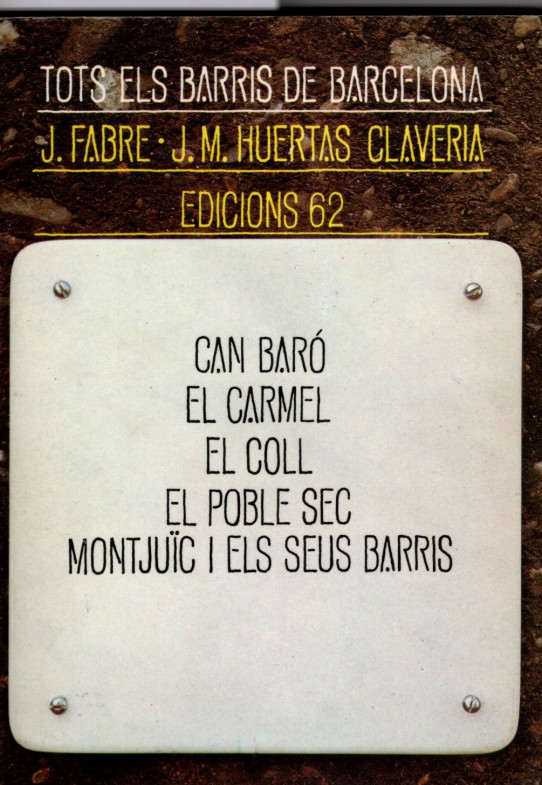 TOTS ELS BARRIS DE BARCELONA
J. FABRE · J. M. HUERTAS CLAVERIA
EDICIONS 62
CAN BARÓ
EL CARMEL
EL COLL
EL POBLE SEC
MONTJUÏC I ELS SEUS BARRIS